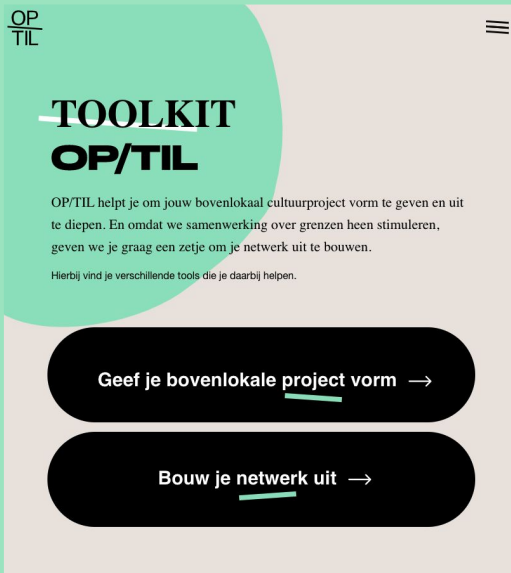 OP
TIL
TOOLKIT
OP/TIL
OP/TIL helpt je om jouw bovenlokaal cultuurproject vorm te geven en uit
te diepen. En omdat we samenwerking over grenzen heen stimuleren,
geven we je graag een zetje om je netwerk uit te bouwen.
Hierbij vind je verschillende tools die je daarbij helpen.
Geef je bovenlokale project vorm →
Bouw je netwerk uit →